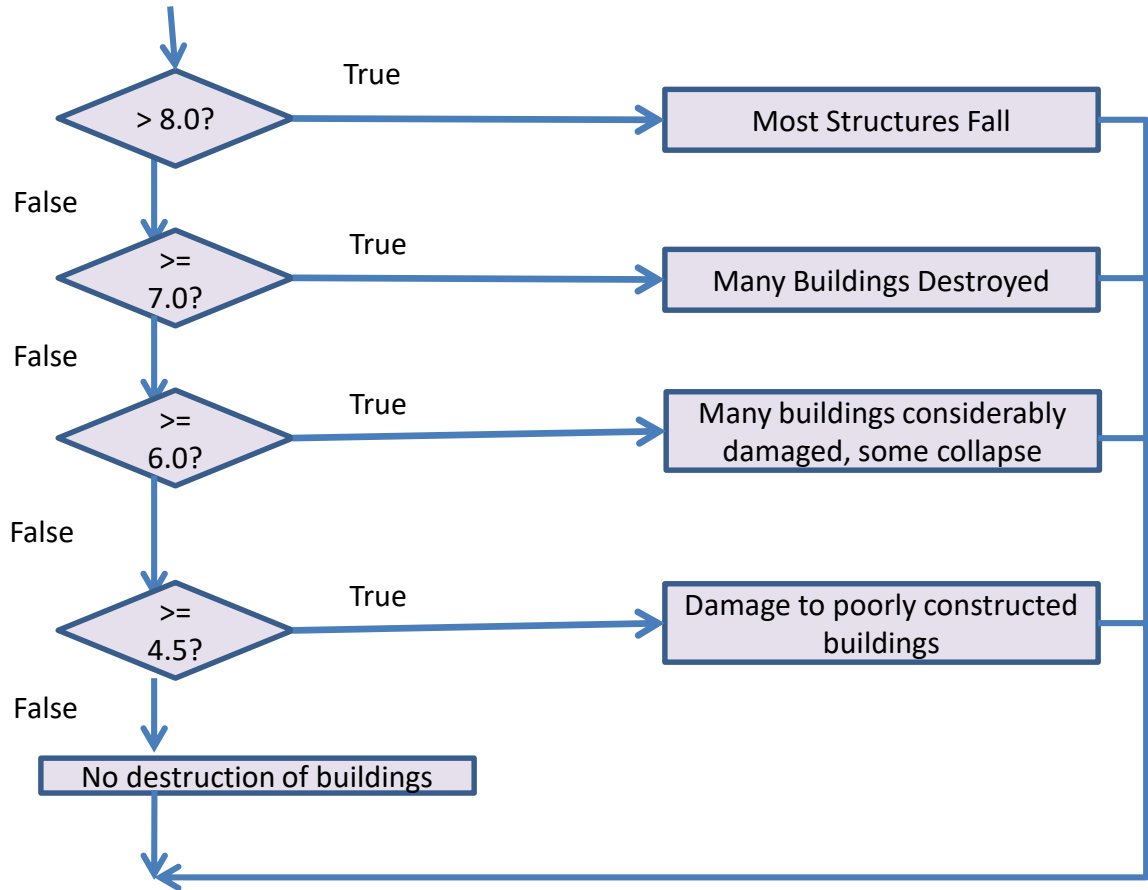 True
> 8.0?
Most Structures Fall
False
True
>=
7.0?
Many Buildings Destroyed
False
True
>=
6.0?
Many buildings considerably
damaged, some collapse
False
True
>=
4.5?
Damage to poorly constructed
buildings
False
No destruction of buildings